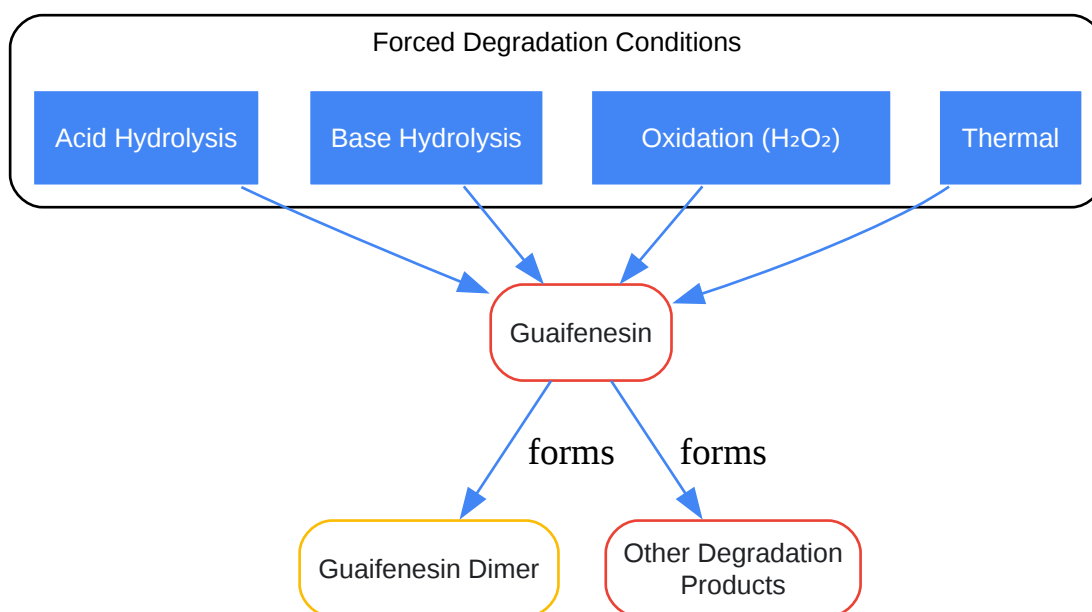 Forced Degradation Conditions
Acid Hydrolysis
Base Hydrolysis
Oxidation (H₂O₂)
Thermal
Guaifenesin
forms
forms
Guaifenesin Dimer
Other Degradation
Products